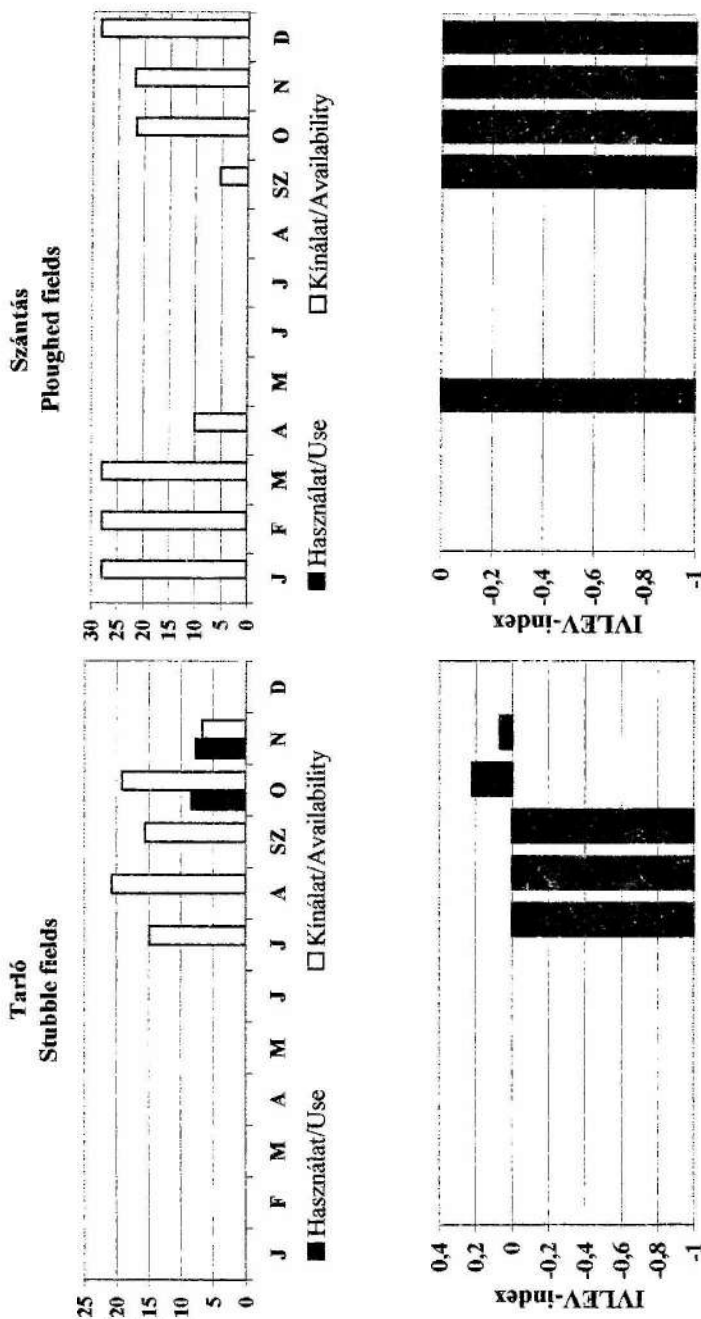 Tarló
Stubble fields
25
20
15
10
5
0
J F M A M J J A SZ O N D
Használat/Use Kínálat/Availability
0,4
0,2
0
-0,2
-0,4
-0,6
-0,8
-1
IVLEV-index
Szántás
Ploughed fields
30
25
20
15
10
5
0
J F M A M J J A SZ O N D
Használat/Use Kínálat/Availability
0
-0,2
-0,4
-0,6
-0,8
-1
IVLEV-index